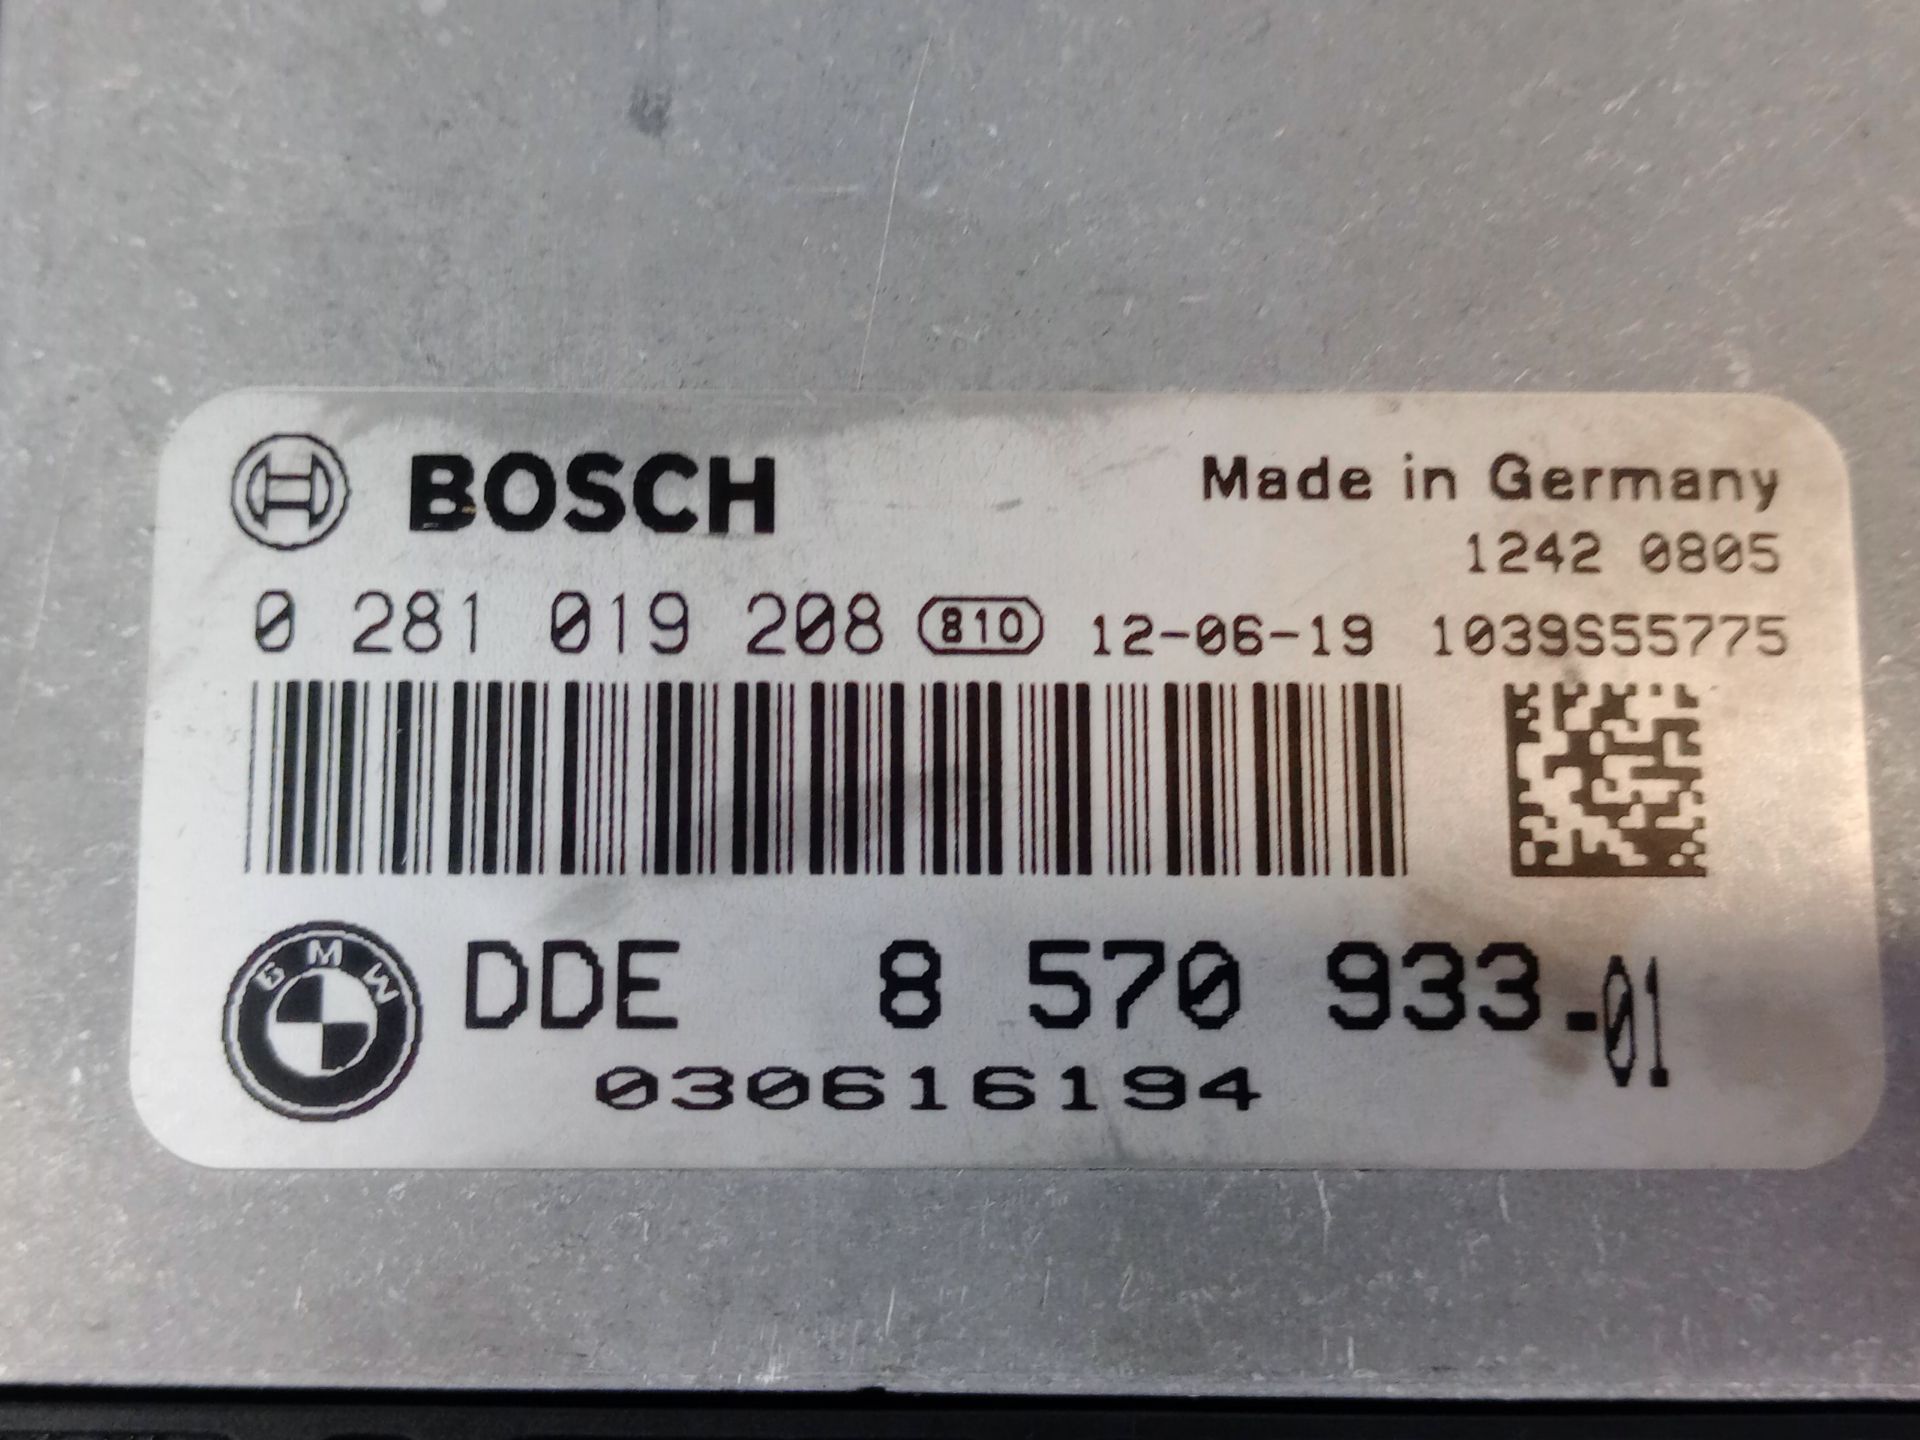 BOSCH
Made in Germany
1242 0805
0 281 019 208 810 12-06-19 1039S55775
BMW DDE 8 570 933.01
030616194